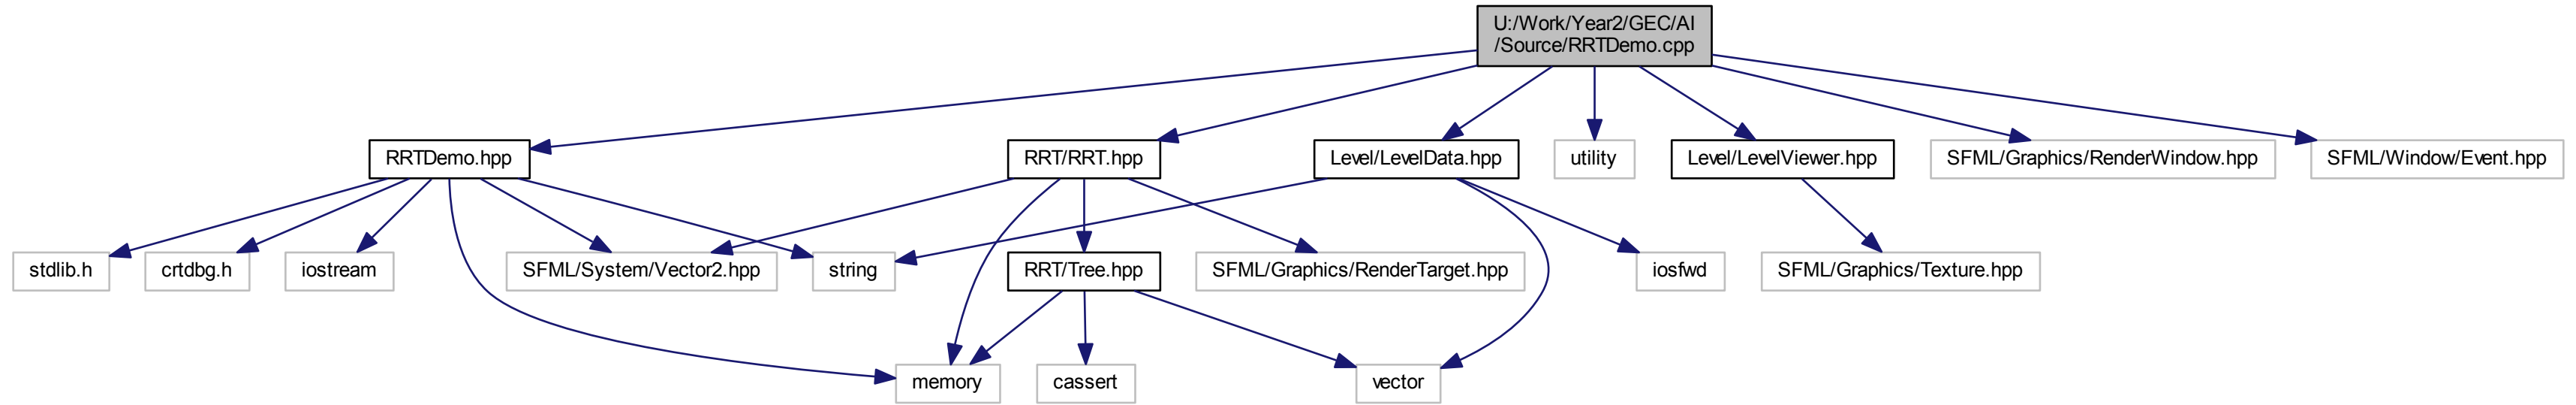 U:/Work/Year2/GEC/AI
/Source/RRTDemo.cpp
RRTDemo.hpp
RRT/RRT.hpp
Level/LevelData.hpp
utility
Level/LevelViewer.hpp
SFML/Graphics/RenderWindow.hpp
SFML/Window/Event.hpp
stdlib.h
crtdbg.h
iostream
SFML/System/Vector2.hpp
string
RRT/Tree.hpp
SFML/Graphics/RenderTarget.hpp
iosfwd
SFML/Graphics/Texture.hpp
memory
cassert
vector